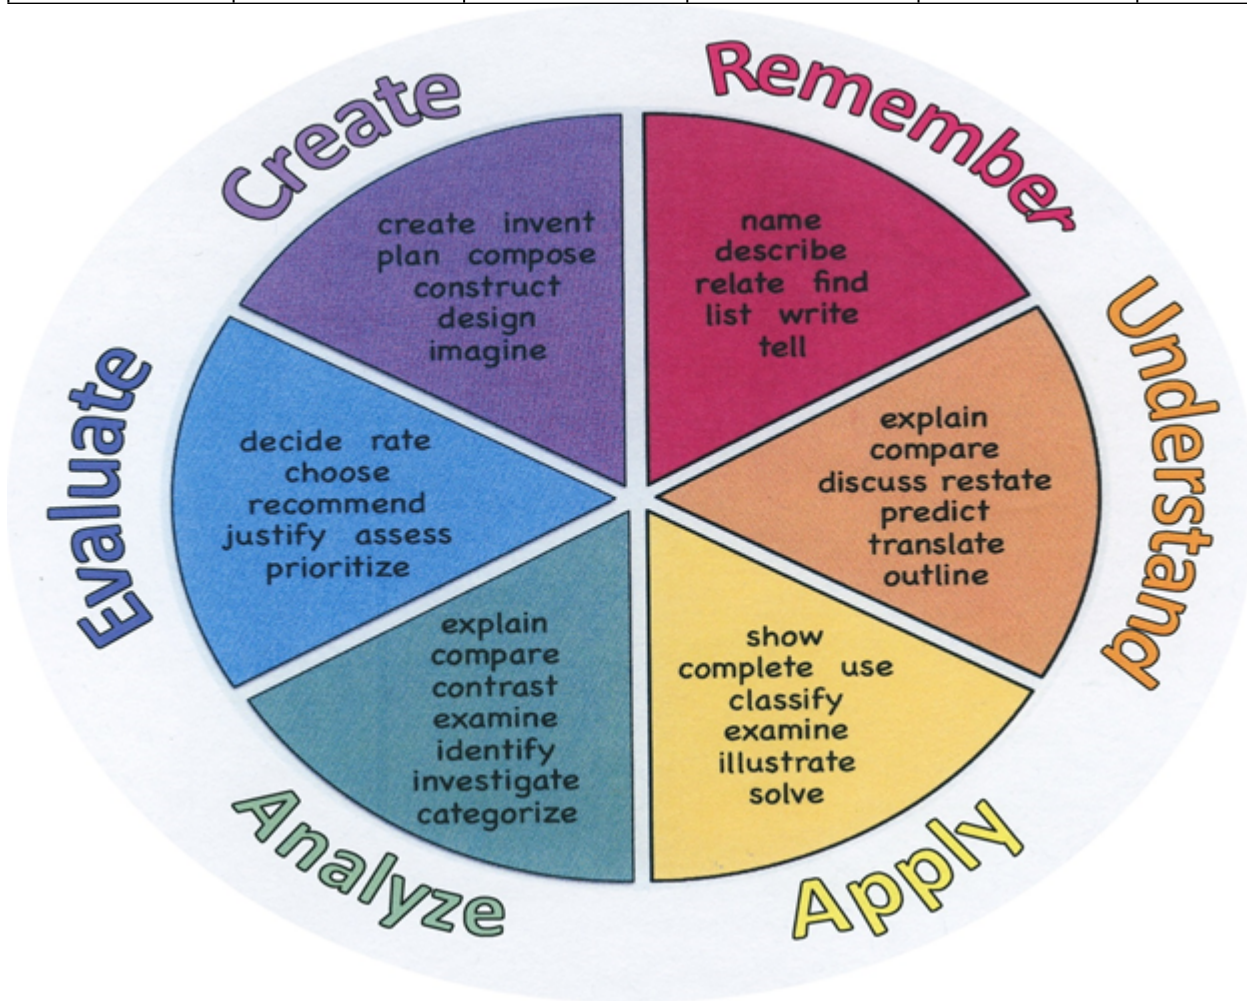 Remember
name
describe
relate find
list write
tell
Understand
explain
compare
discuss restate
predict
translate
outline
Apply
show
complete use
classify
examine
illustrate
solve
Analyze
explain
compare
contrast
examine
identify
investigate
categorize
Evaluate
decide rate
choose
recommend
justify assess
prioritize
Create
create invent
plan compose
construct
design
imagine